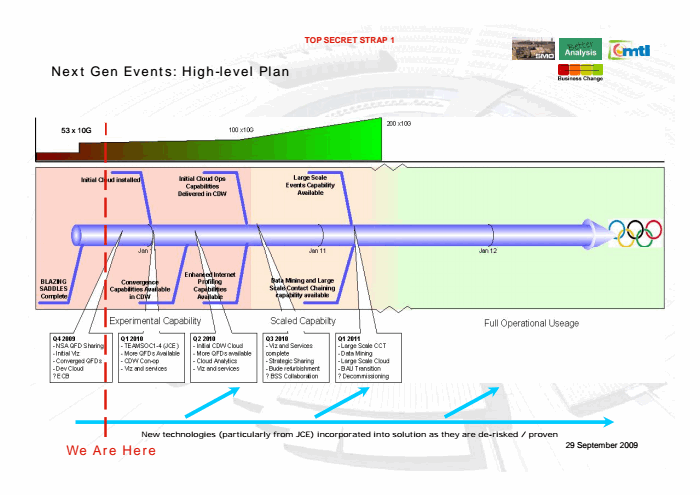 TOP SECRET STRAP 1
SMO
Better
Analysis
mtl
Business Change
Next Gen Events: High-level Plan
53 x 10G
100 x10G
200 x10G
Initial Cloud installed
Initial Cloud Ops
Capabilities
Delivered in CDW
Large Scale
Events Capability
Available
Jan 1
Jan 11
Jan 12
BLAZING
SADDLES
Complete
Convergence
Capabilities Available
in CDW
Enhanced Internet
Profiling
Capabilities
Available
Data Mining and Large
Scale Contact Chaining
capability available
Experimental Capability
Scaled Capabilty
Full Operational Useage
Q4 2009
- NSA QFD Sharing
- Initial Viz
- Converged QFDs
- Dev Cloud
? ECB
Q1 2010
- TEAMSOC1-4 (JCE)
- More QFDs Available
- CDW Con-op
- Viz and services
Q2 2010
- Initial CDW Cloud
- More QFDs available
- Cloud Analytics
- Viz and services
Q3 2010
- Viz and Services
complete
- Strategic Sharing
- Bude refurbishment
? BSS Collaboration
Q1 2011
- Large Scale CCT
- Data Mining
- Large Scale Cloud
- BAU Transition
? Decommissioning
New technologies (particularly from JCE) incorporated into solution as they are de-risked / proven
We Are Here
29 September 2009